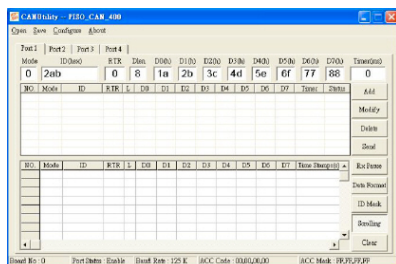 CANUtility -- PISO_CAN_400
Open Save Configure About
Port 1 Port 2 Port 3 Port 4
Mode ID(hex) RTR Dlen D0(h) D1(h) D2(h) D3(h) D4(h) D5(h) D6(h) D7(h) Timer(ms)
0 2ab 0 8 1a 2b 3c 4d 5e 6f 77 88 0
NO. Mode ID RTR L D0 D1 D2 D3 D4 D5 D6 D7 Timer Status
Add
Modify
Delete
Send
NO. Mode ID RTR L D0 D1 D2 D3 D4 D5 D6 D7 Time Stamp(s)
Rx Pause
Data Format
ID Mask
Scrolling
Clear
Board No : 0 Port Status : Enable Baud Rate : 125 K ACC Code : 00,00,00,00 ACC Mask : FF,FF,FF,FF